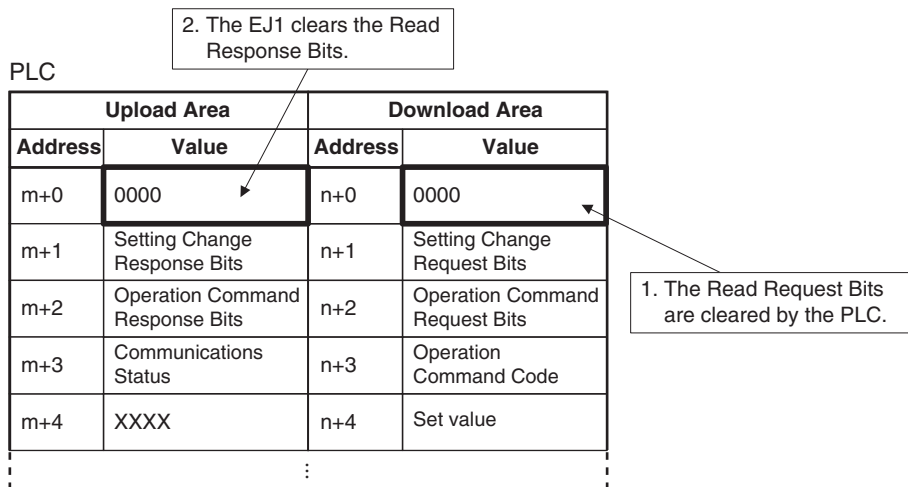 2. The EJ1 clears the Read
Response Bits.
PLC
Upload Area Download Area
Address Value Address Value
m+0 0000 n+0 0000
m+1 Setting Change
Response Bits n+1 Setting Change
Request Bits
m+2 Operation Command
Response Bits n+2 Operation Command
Request Bits
m+3 Communications
Status n+3 Operation
Command Code
m+4 XXXX n+4 Set value
1. The Read Request Bits
are cleared by the PLC.